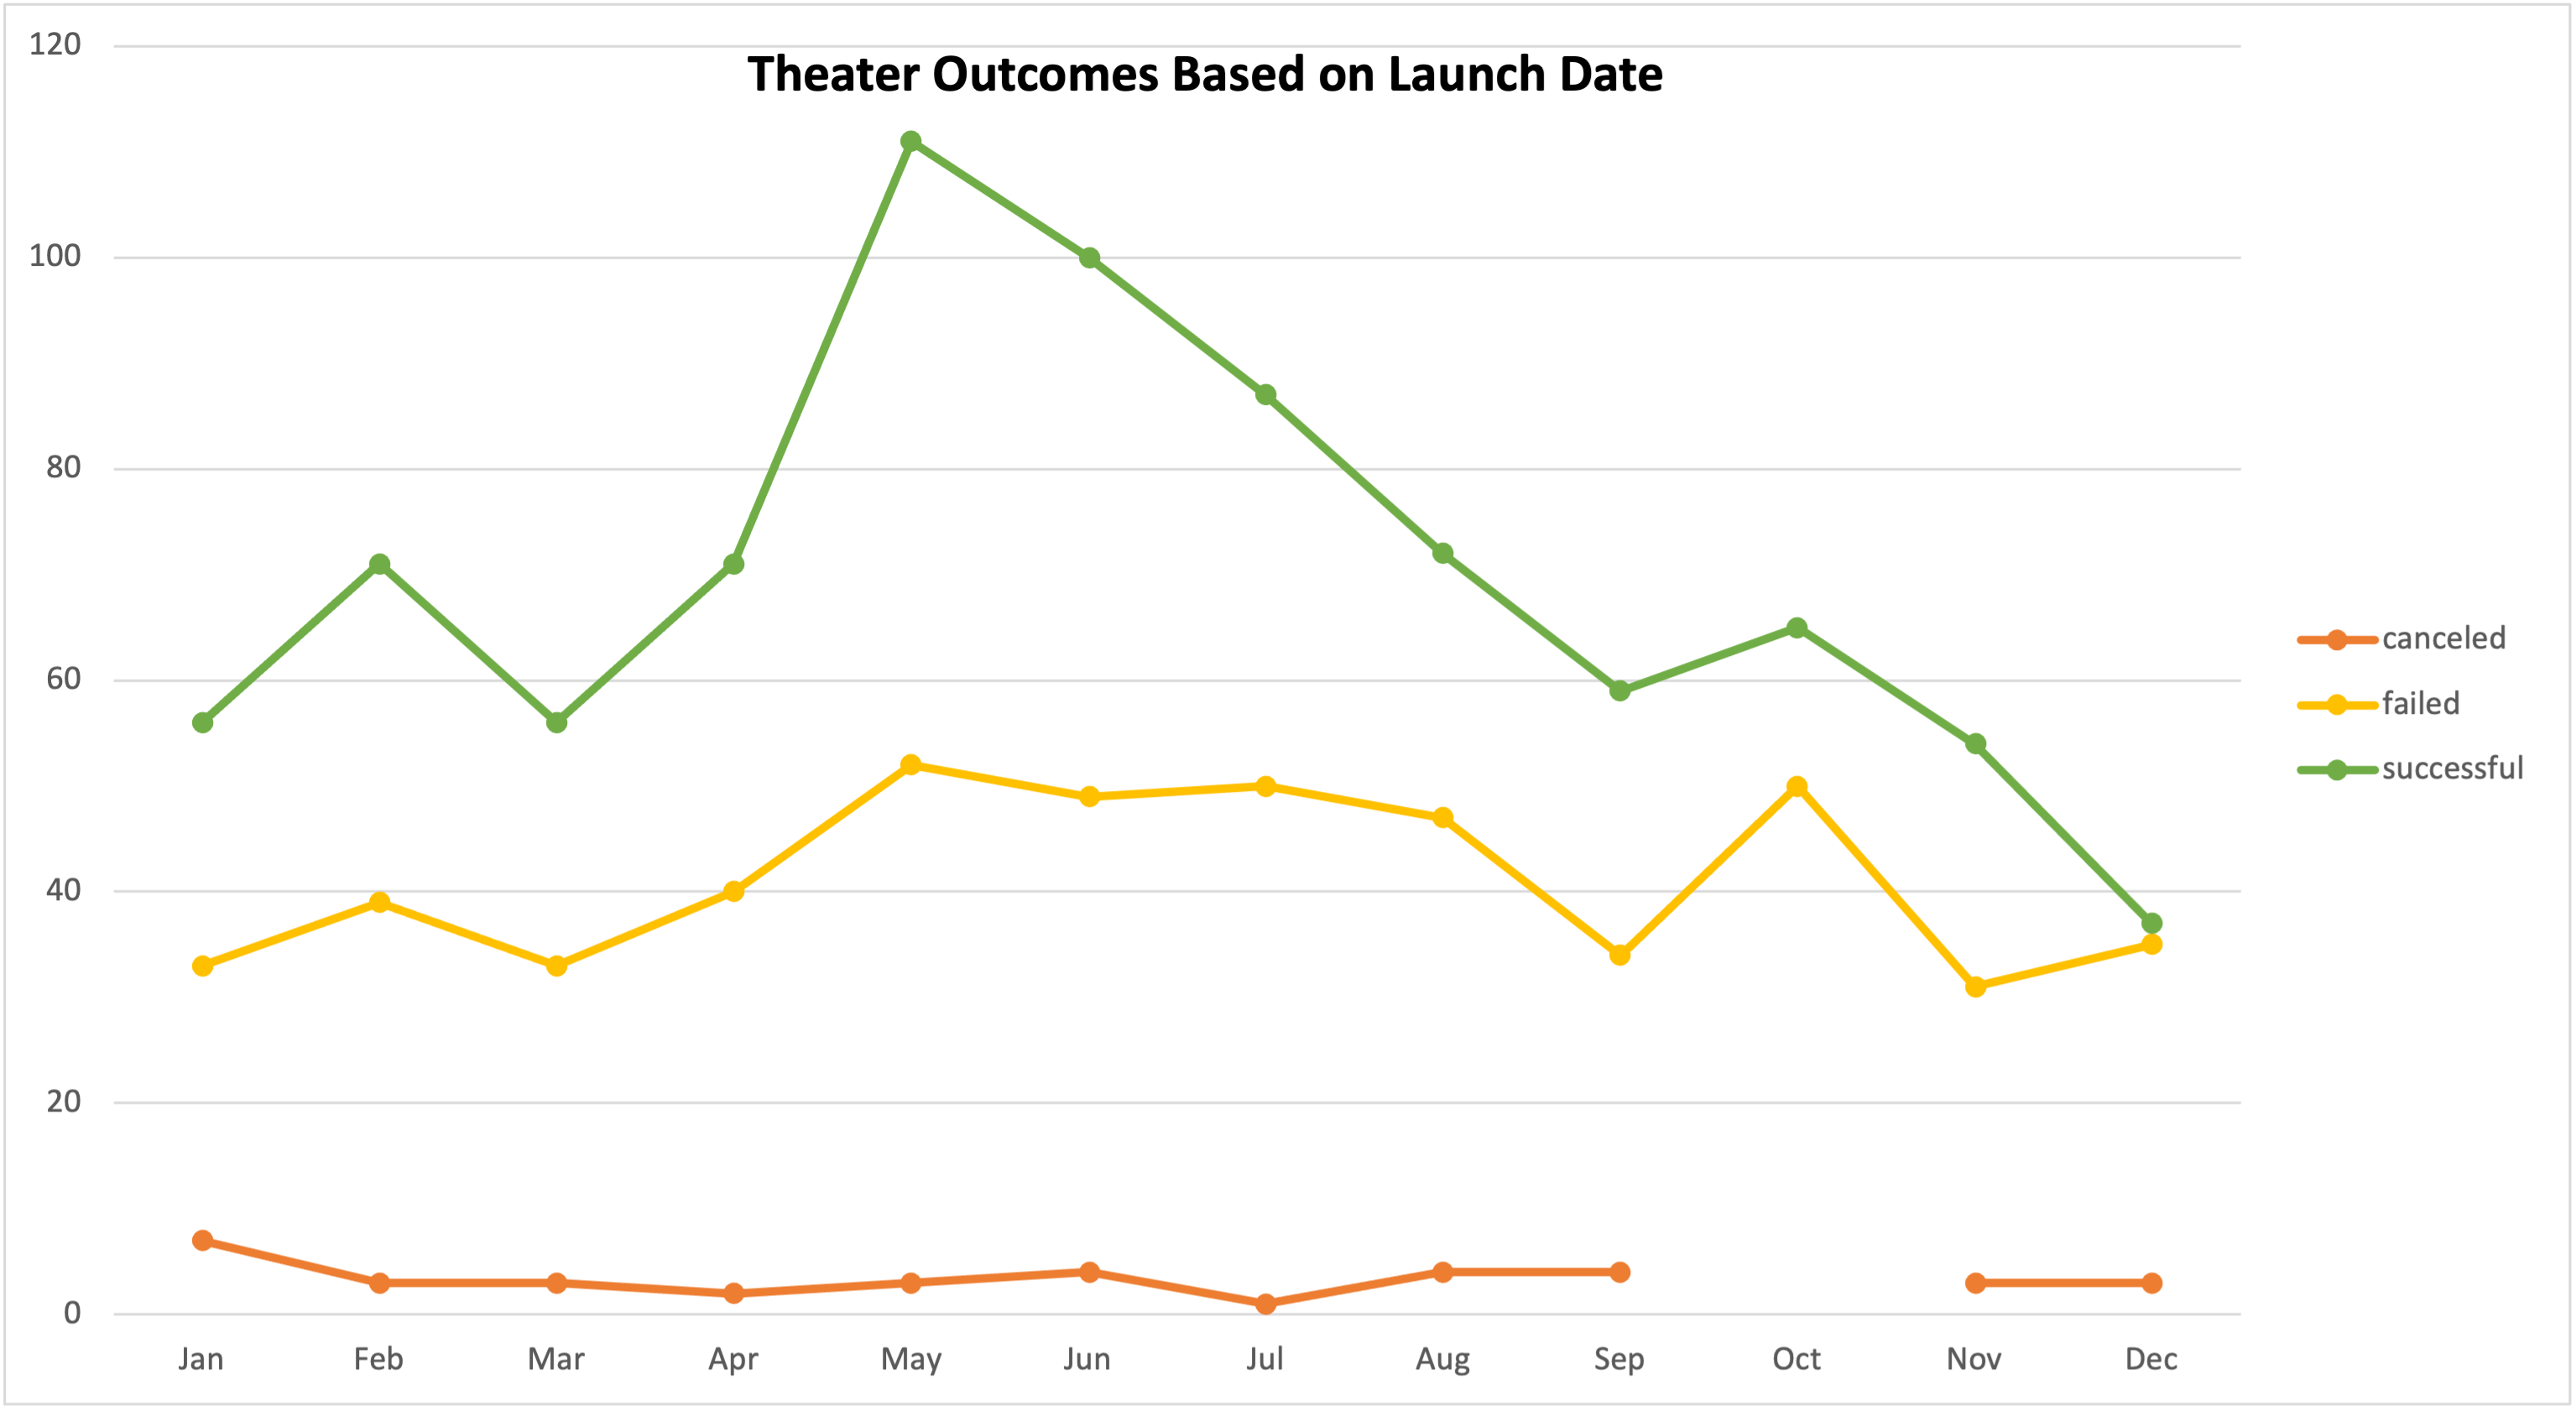 Theater Outcomes Based on Launch Date
120
100
80
60
40
20
0
Jan Feb Mar Apr May Jun Jul Aug Sep Oct Nov Dec
canceled
failed
successful